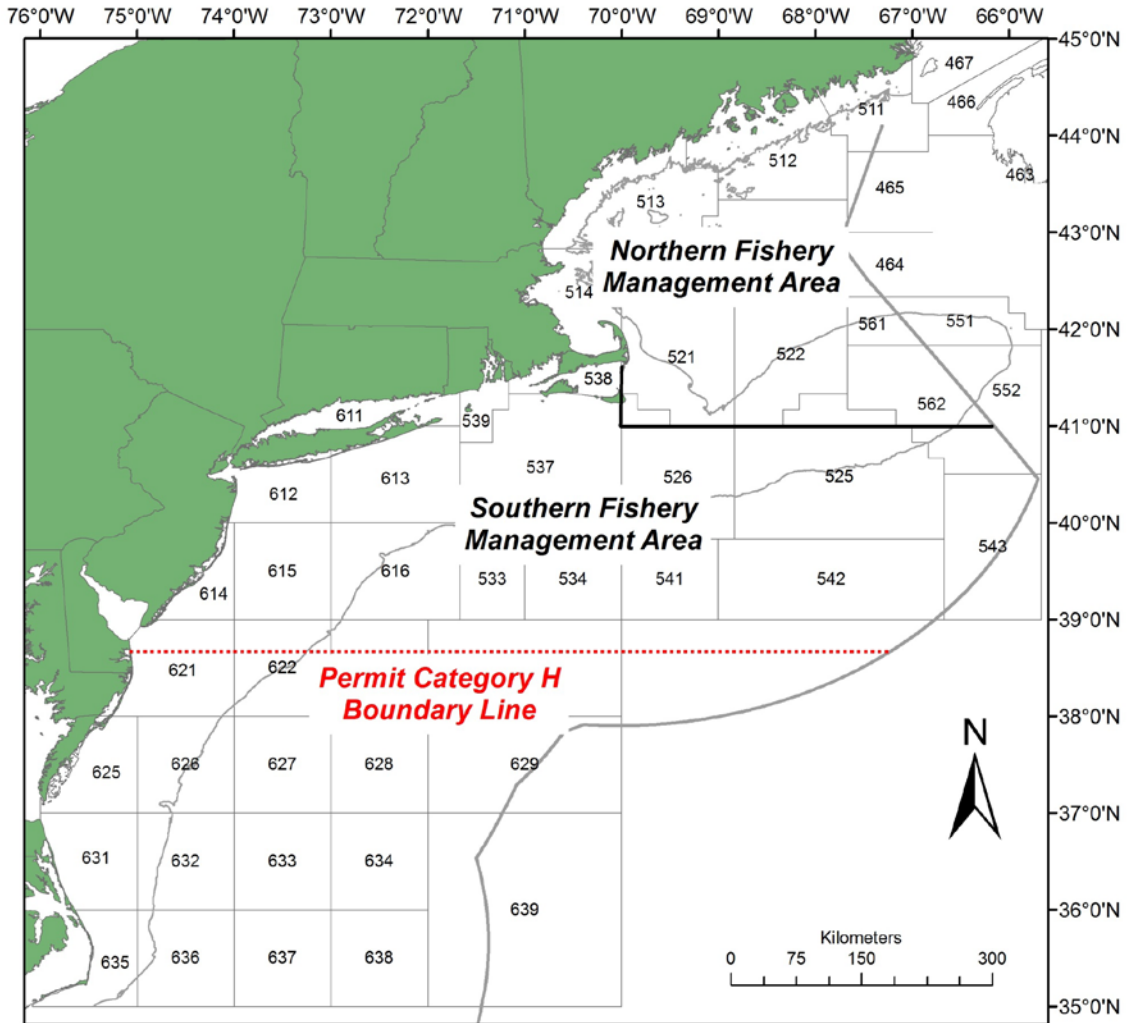 76°0'W 75°0'W 74°0'W 73°0'W 72°0'W 71°0'W 70°0'W 69°0'W 68°0'W 67°0'W 66°0'W
45°0'N
467
466
511
44°0'N
512
463
465
513
43°0'N
Northern Fishery
Management Area
464
514
561
551
42°0'N
521
522
538
552
562
611
539
41°0'N
537
613
526
525
612
Southern Fishery
Management Area
40°0'N
543
615
616
533
534
541
542
614
39°0'N
621
622
Permit Category H
Boundary Line
38°0'N
N
625
626
627
628
629
37°0'N
631
632
633
634
639
36°0'N
Kilometers
0 75 150 300
635
636
637
638
35°0'N